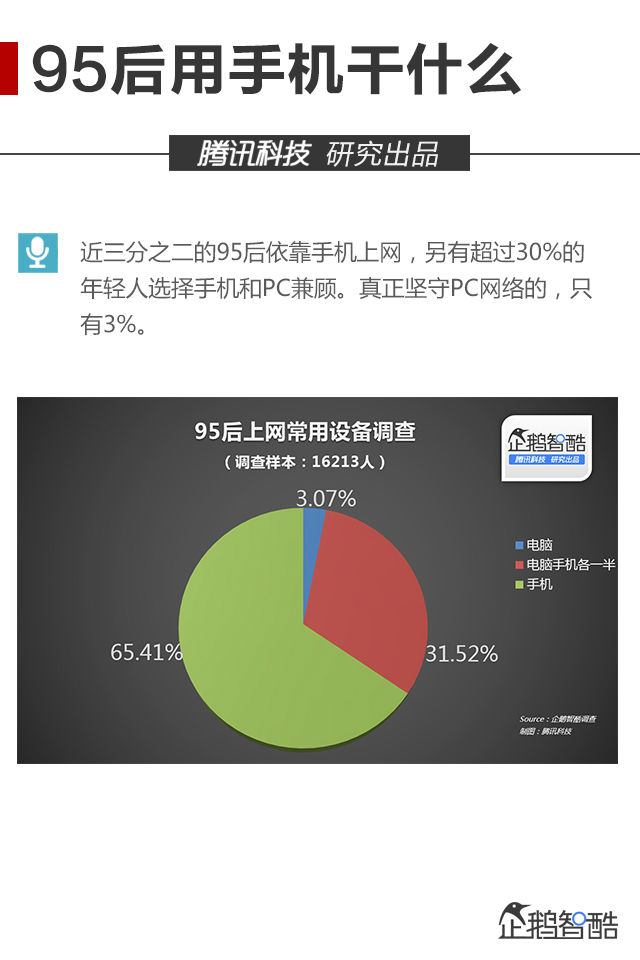 95后用手机干什么
腾讯科技 研究出品
近三分之二的95后依靠手机上网，另有超过30%的
年轻人选择手机和PC兼顾。真正坚守PC网络的，只
有3%。
95后上网常用设备调查
（调查样本：16213人）
企鹅智酷
腾讯科技 研究出品
3.07%
电脑
电脑手机各一半
手机
65.41%
31.52%
Source：企鹅智酷调查
制图：腾讯科技
企鹅智酷